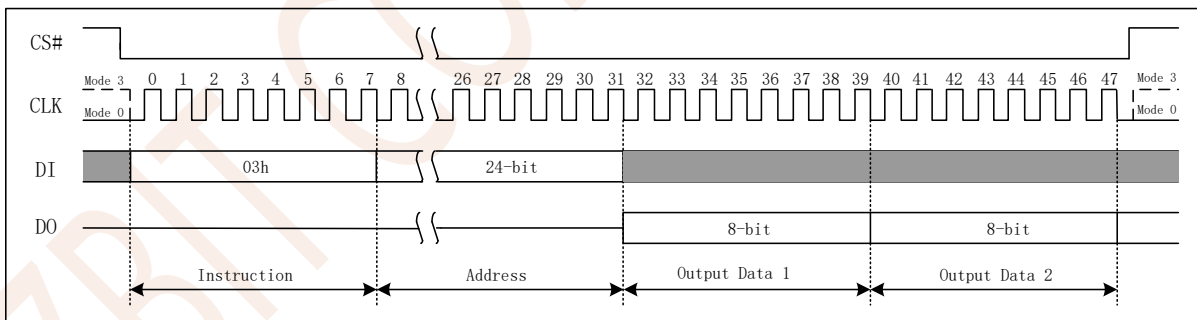 CS#
Mode 3 0 1 2 3 4 5 6 7 8 26 27 28 29 30 31 32 33 34 35 36 37 38 39 40 41 42 43 44 45 46 47 Mode 3
CLK
Mode 0 Mode 0
DI 03h 24-bit
DO 8-bit 8-bit
Instruction Address Output Data 1 Output Data 2